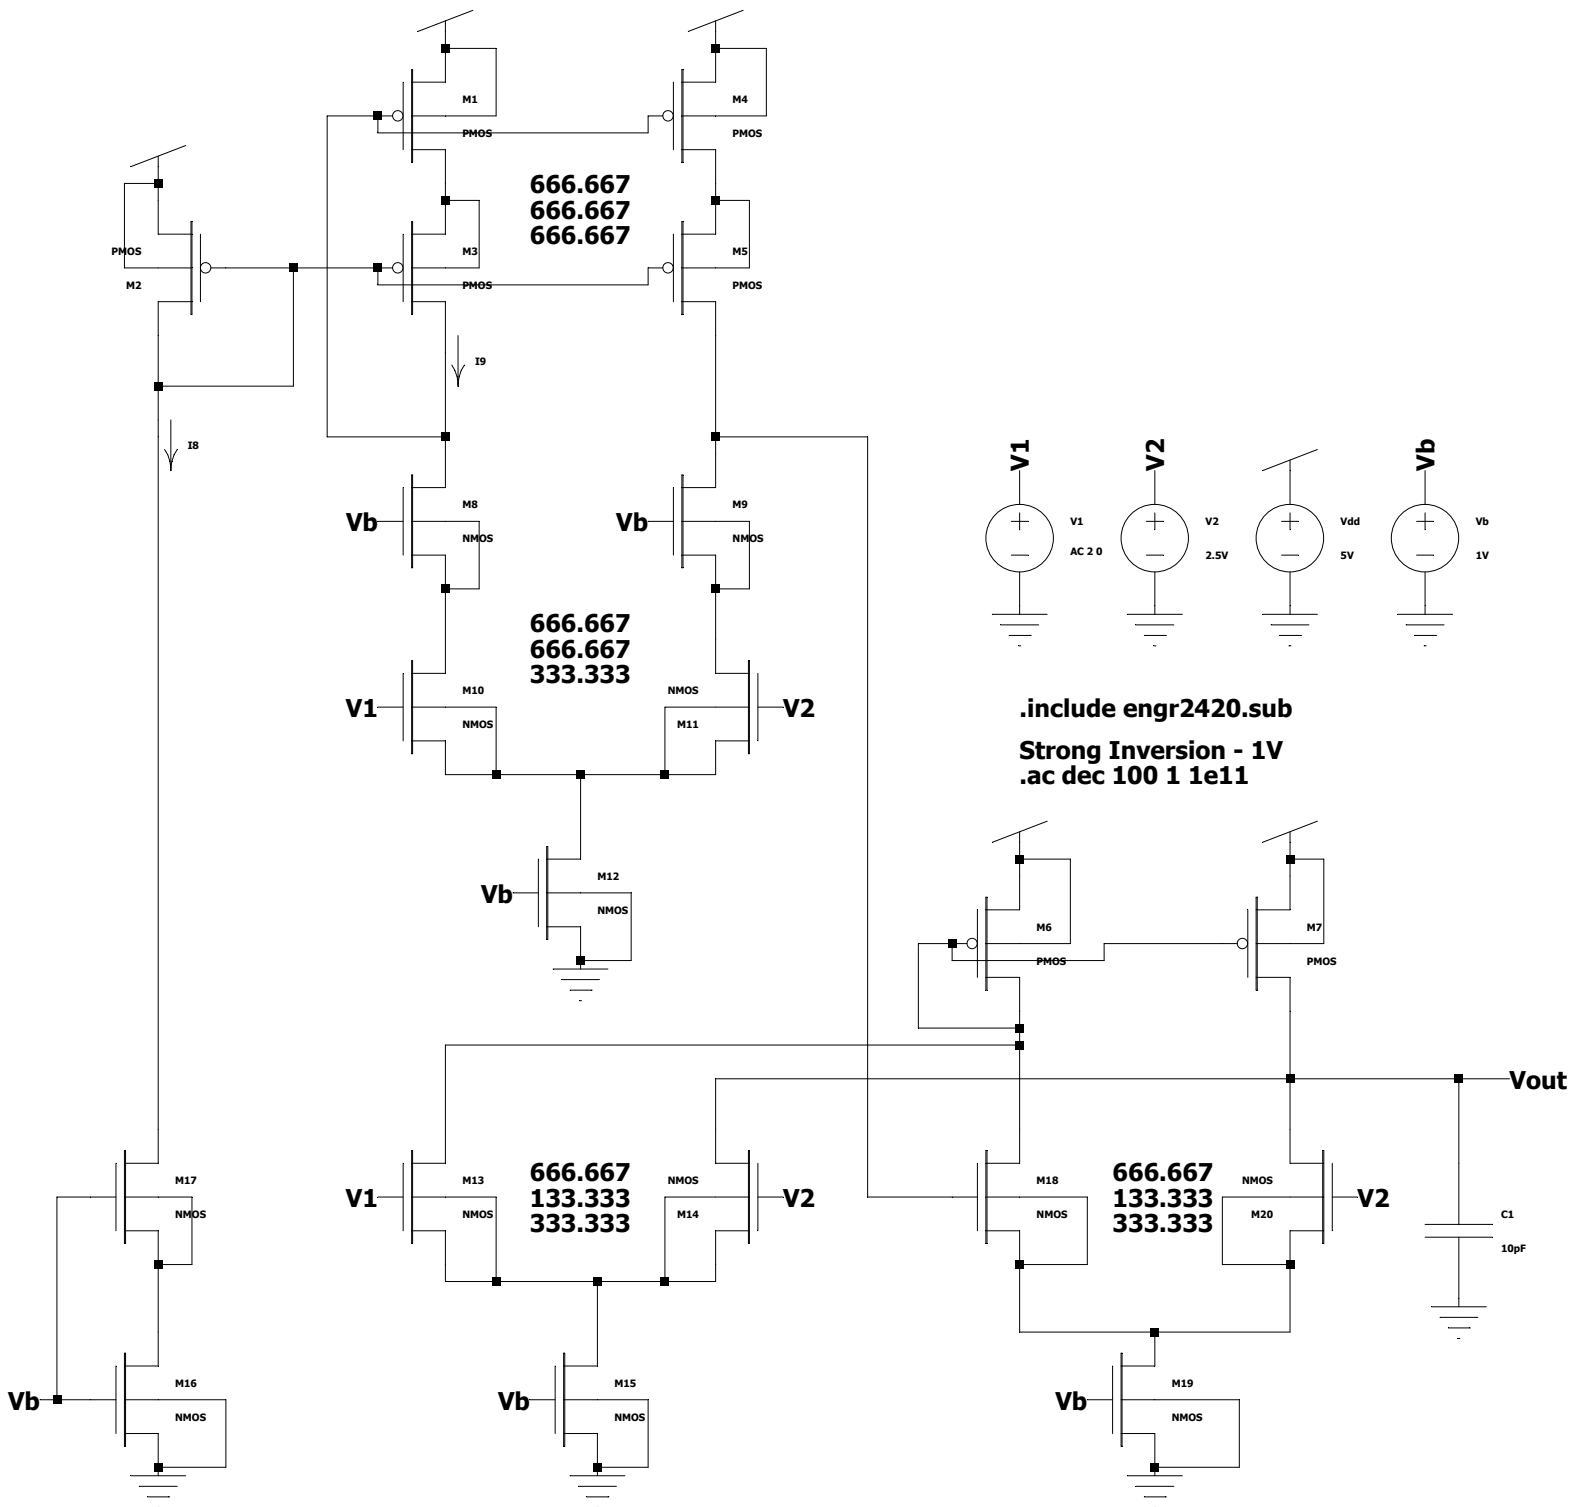 M1
PMOS
M4
PMOS
666.667
666.667
666.667
PMOS
M2
M3
PMOS
M5
PMOS
I9
I8
Vb
M8
NMOS
Vb
M9
NMOS
V1
V2
Vb
V1
AC 2 0
V2
2.5V
Vdd
5V
Vb
1V
666.667
666.667
333.333
V1
M10
NMOS
NMOS
M11
V2
.include engr2420.sub
Strong Inversion - 1V
.ac dec 100 1 1e11
Vb
M12
NMOS
M6
PMOS
M7
PMOS
Vout
M17
NMOS
V1
M13
NMOS
666.667
133.333
333.333
NMOS
M14
V2
M18
NMOS
666.667
133.333
333.333
NMOS
M20
V2
C1
10pF
Vb
M16
NMOS
Vb
M15
NMOS
Vb
M19
NMOS